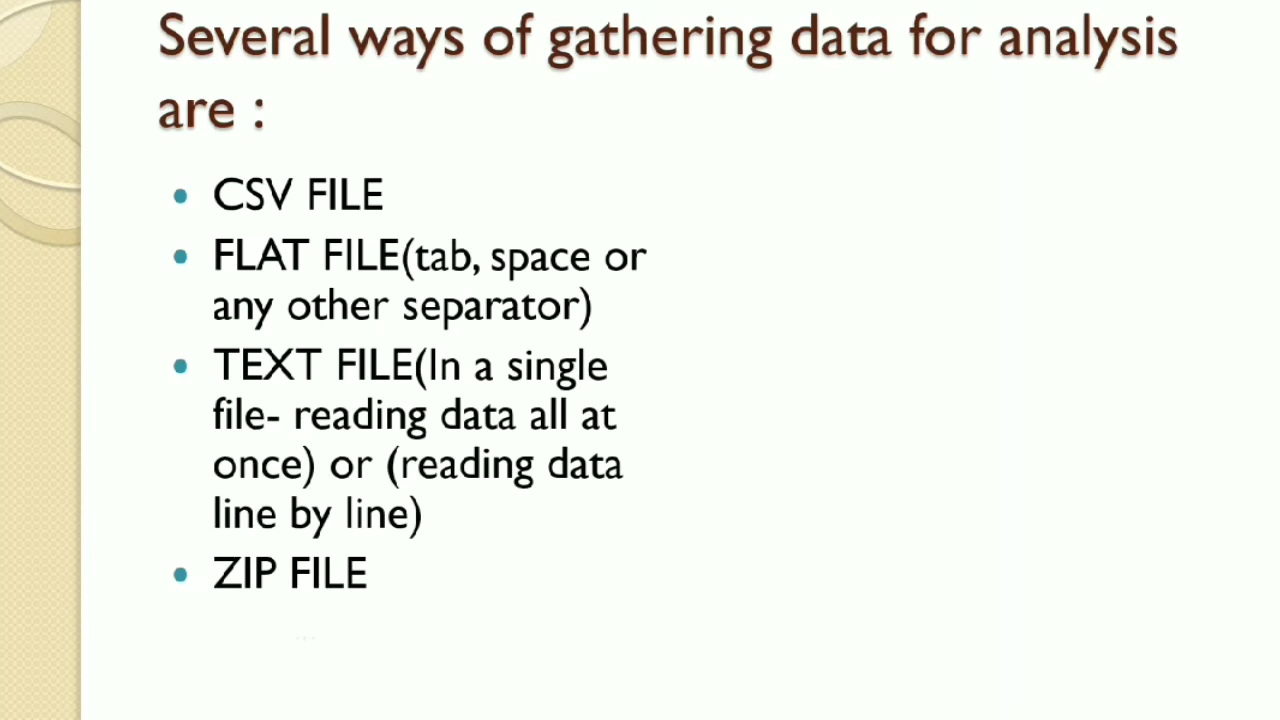 Several ways of gathering data for analysis
are :
• CSV FILE
• FLAT FILE(tab, space or
any other separator)
• TEXT FILE(In a single
file- reading data all at
once) or (reading data
line by line)
• ZIP FILE